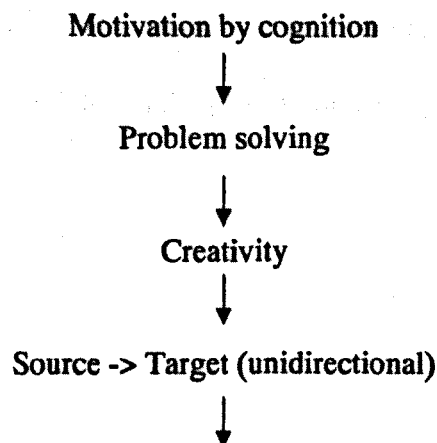 Motivation by cognition
Problem solving
Creativity
Source -> Target (unidirectional)